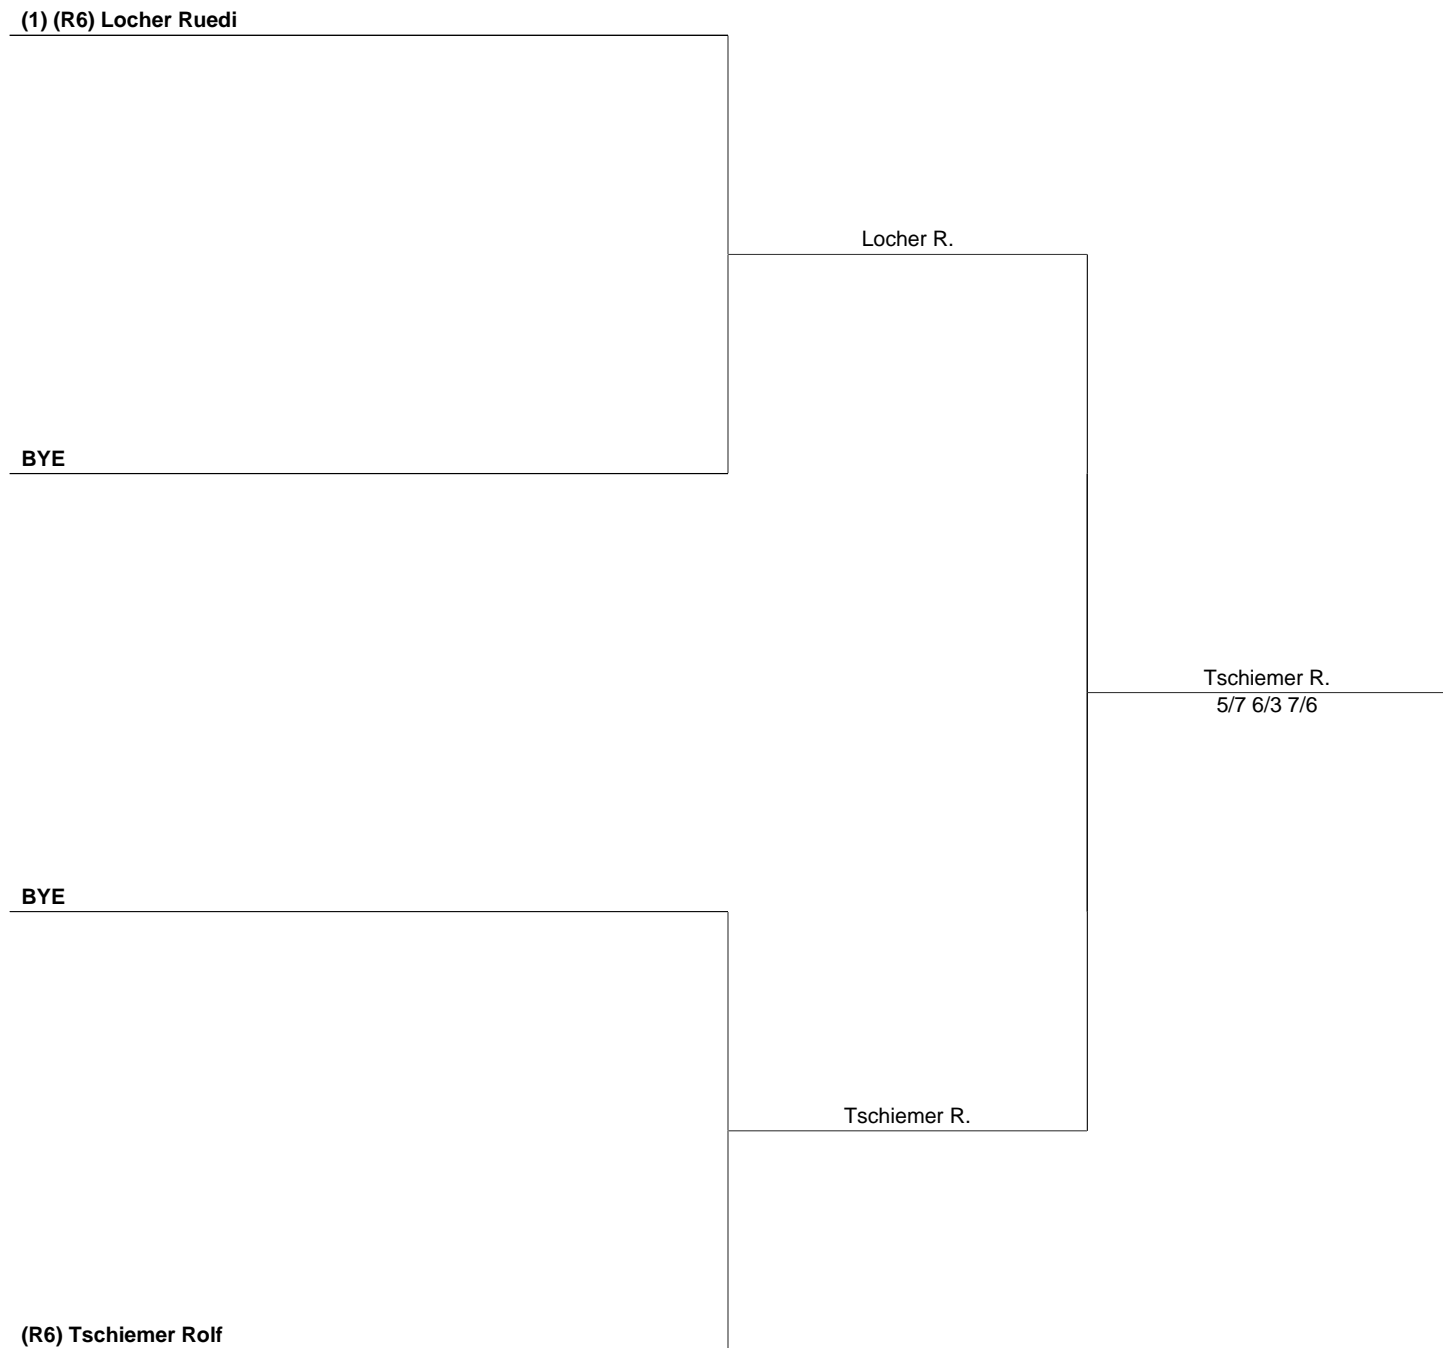 (1) (R6) Locher Ruedi
Locher R.
BYE
Tschiemer R.
5/7 6/3 7/6
BYE
Tschiemer R.
(R6) Tschiemer Rolf